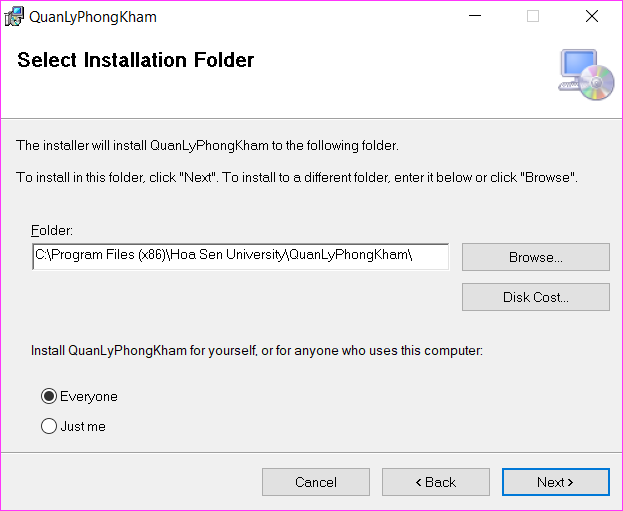 QuanLyPhongKham
Select Installation Folder
The installer will install QuanLyPhongKham to the following folder.
To install in this folder, click "Next". To install to a different folder, enter it below or click "Browse".
Folder:
C:\Program Files (x86)\Hoa Sen University\QuanLyPhongKham\
Browse...
Disk Cost...
Install QuanLyPhongKham for yourself, or for anyone who uses this computer:
Everyone
Just me
Cancel
< Back
Next >